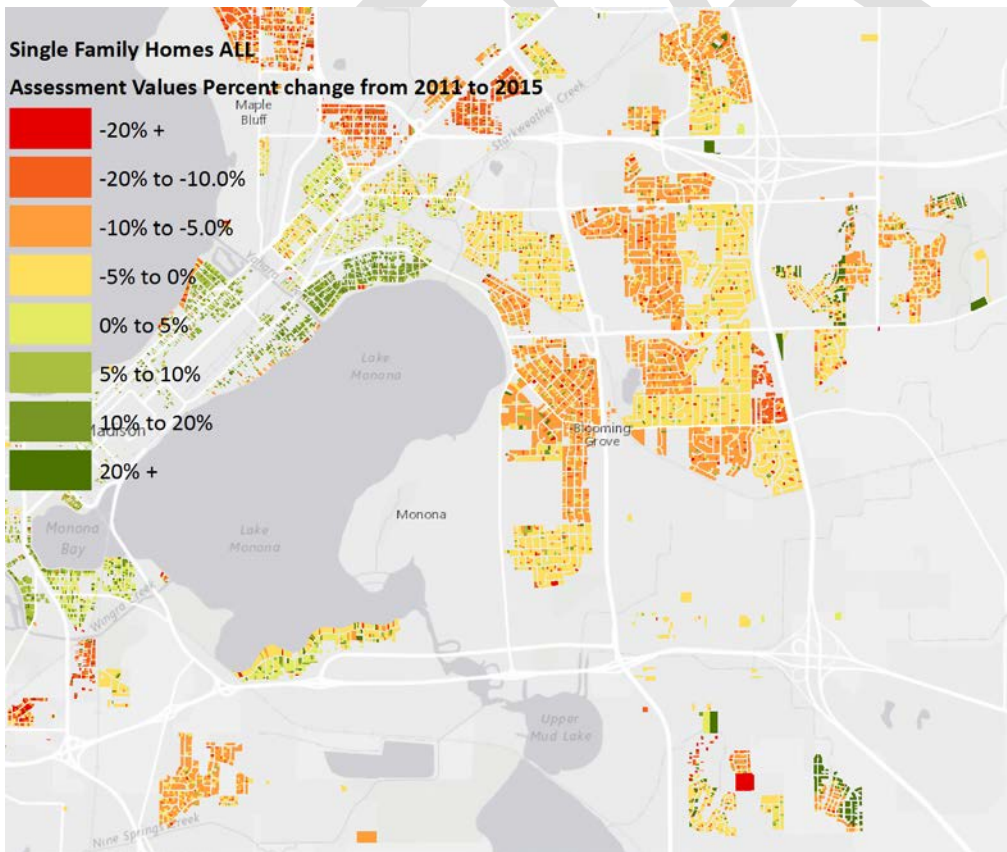 Single Family Homes ALL
Assessment Values Percent change from 2011 to 2015
-20% +
-20% to -10.0%
-10% to -5.0%
-5% to 0%
0% to 5%
5% to 10%
10% to 20%
20% +
Maple
Bluff
Starkweather Creek
Lake
Monona
Madison
Blooming
Grove
Monona
Monona
Bay
Lake
Monona
Wingra Creek
Upper
Mud Lake
Nine Springs Creek